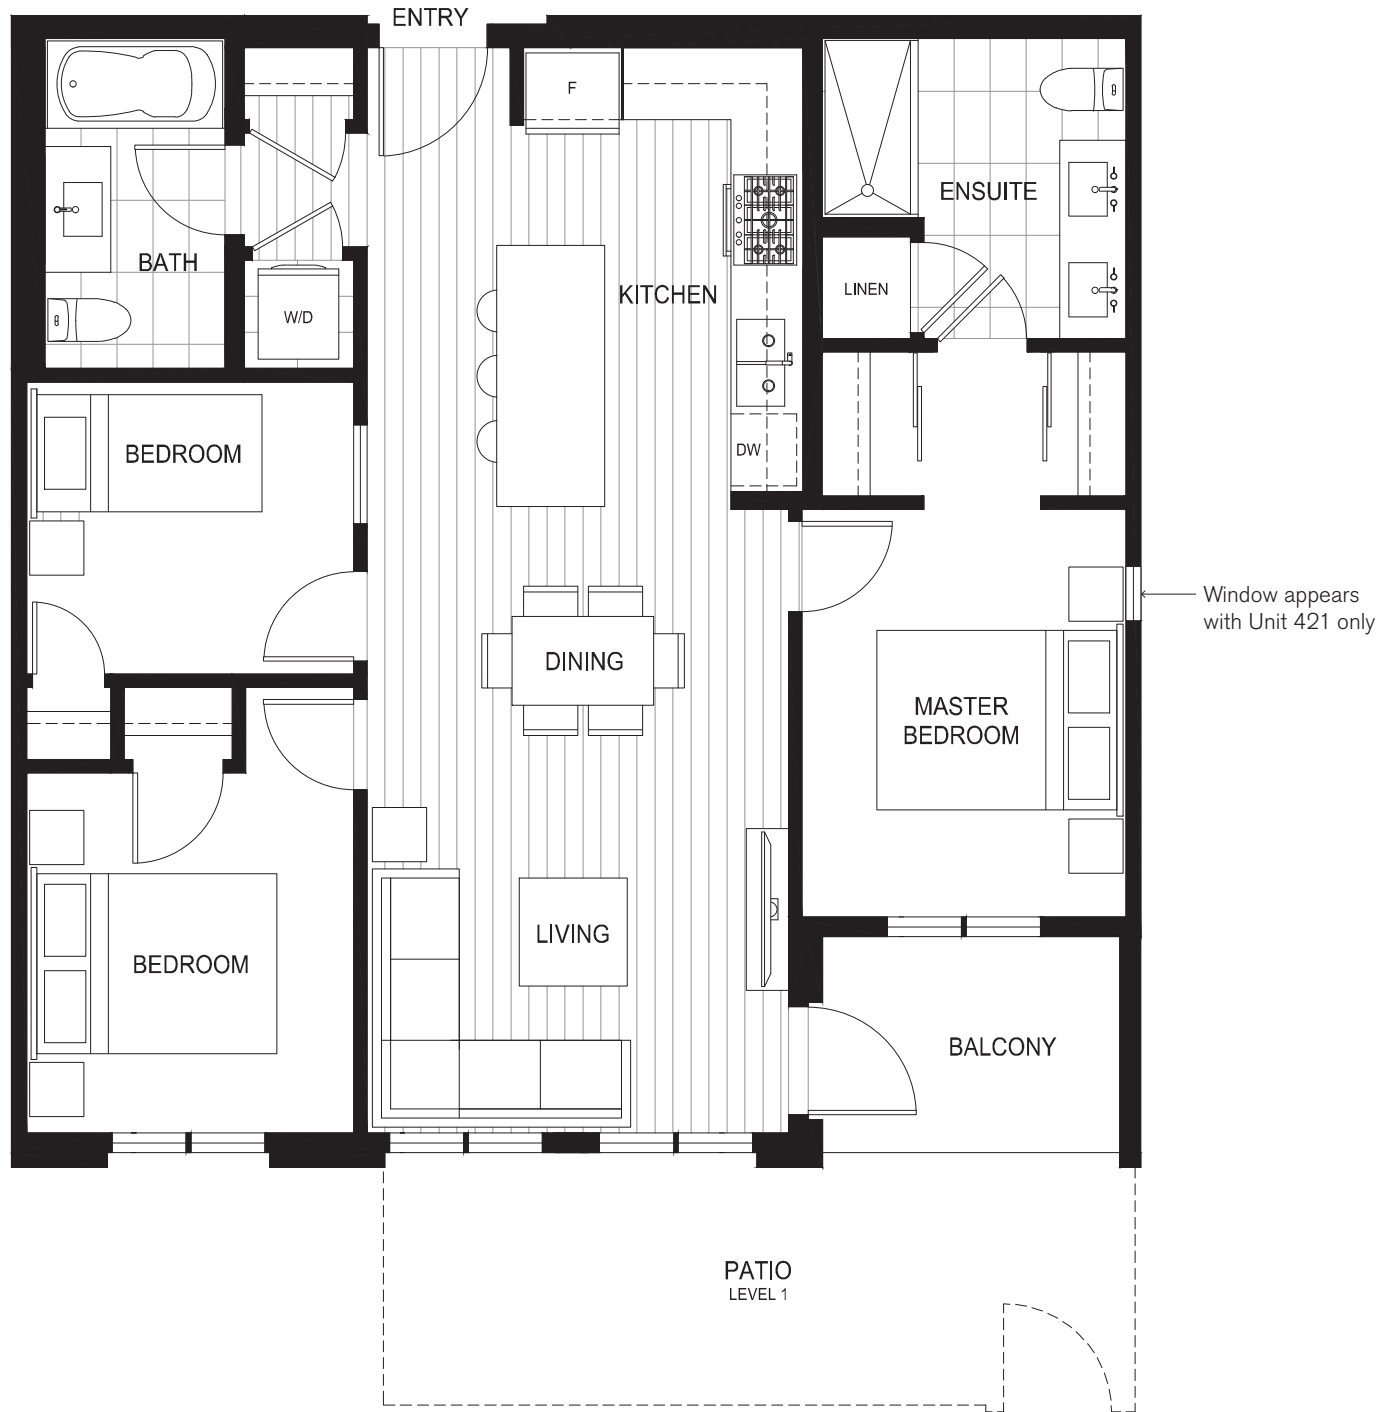 ENTRY
F
ENSUITE
BATH
KITCHEN
LINEN
W/D
BEDROOM
DW
Window appears
with Unit 421 only
DINING
MASTER
BEDROOM
LIVING
BEDROOM
BALCONY
PATIO
LEVEL 1